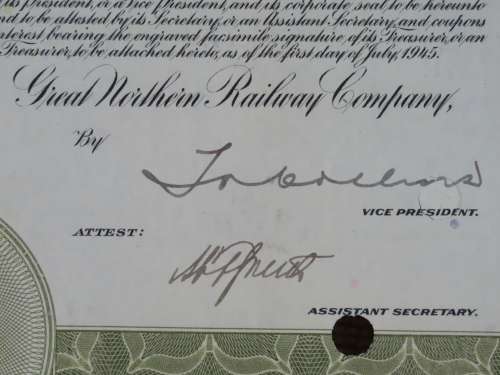 its president, or a Vice President, and its corporate seal to be hereunto
and to be attested by its Secretary, or an Assistant Secretary, and coupons
interest bearing the engraved facsimile signature, of its Treasurer, or an
Treasurer, to be attached hereto, as of the first day of July, 1945.
Great Northern Railway Company,
By
VICE PRESIDENT.
ATTEST:
ASSISTANT SECRETARY.